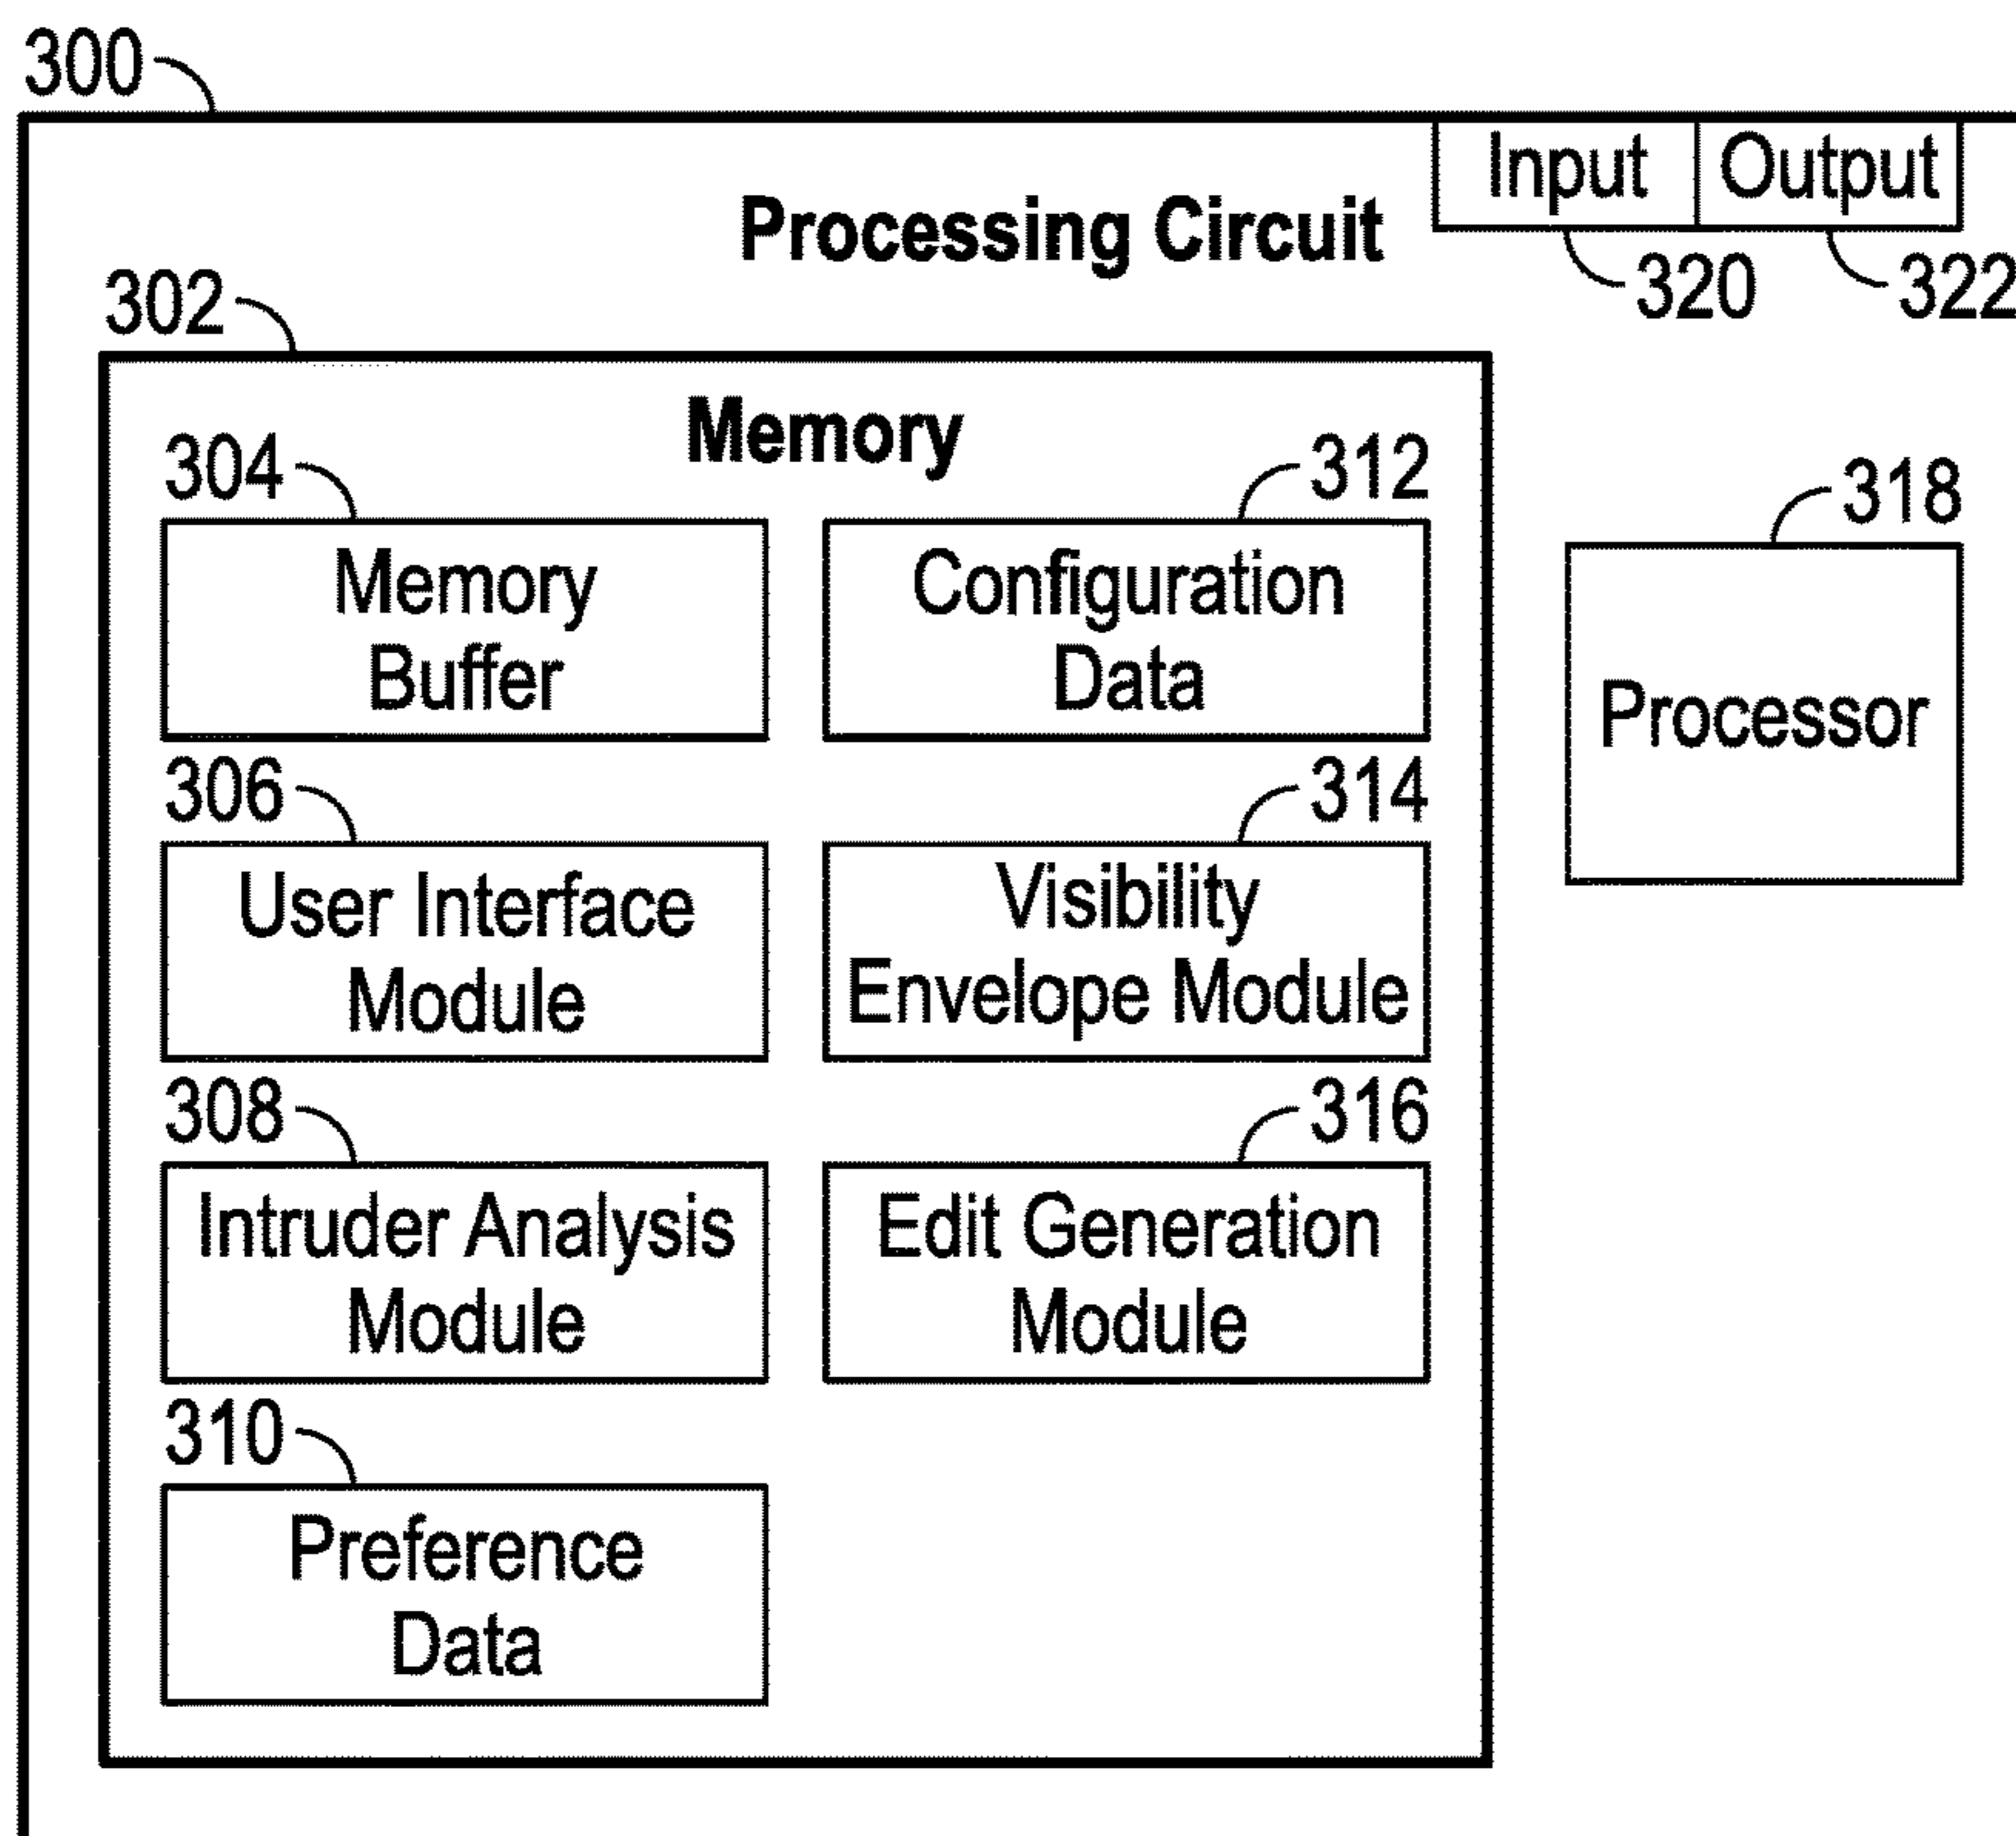 300
Input Output
Processing Circuit
320 322
302
Memory
304
312
318
Memory
Buffer
Configuration
Data
Processor
306
314
User Interface
Module
Visibility
Envelope Module
308
316
Intruder Analysis
Module
Edit Generation
Module
310
Preference
Data